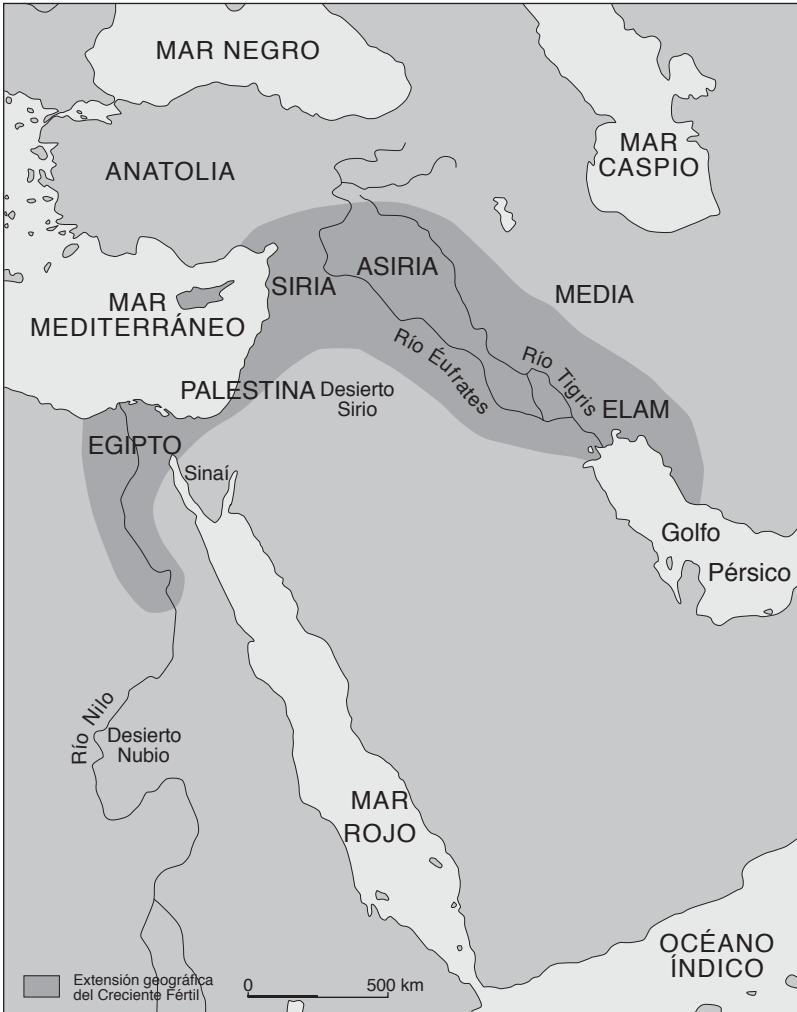 MAR NEGRO
MAR
CASPIO
ANATOLIA
ASIRIA
SIRIA
MEDIA
MAR
MEDITERRÁNEO
Río Éufrates
Río Tigris
PALESTINA
Desierto
Sirio
ELAM
EGIPTO
Sinaí
Golfo
Pérsico
Río Nilo
Desierto
Nubio
MAR
ROJO
OCÉANO
ÍNDICO
Extensión geográfica
del Creciente Fértil
0 500 km